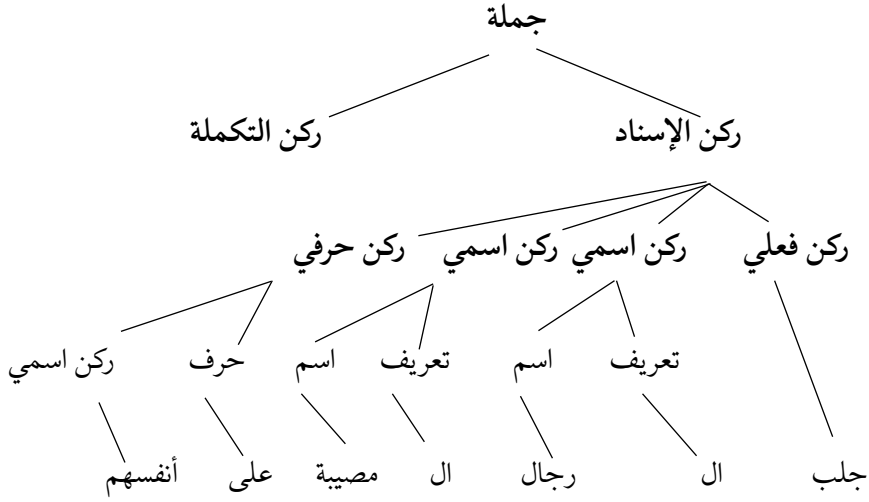 جملة
ركن الإسناد ركن التكملة
ركن فعلي ركن اسمي ركن اسمي ركن حرفي
تعريف اسم تعريف اسم حرف ركن اسمي
جلب ال رجال ال مصيبة على أنفسهم